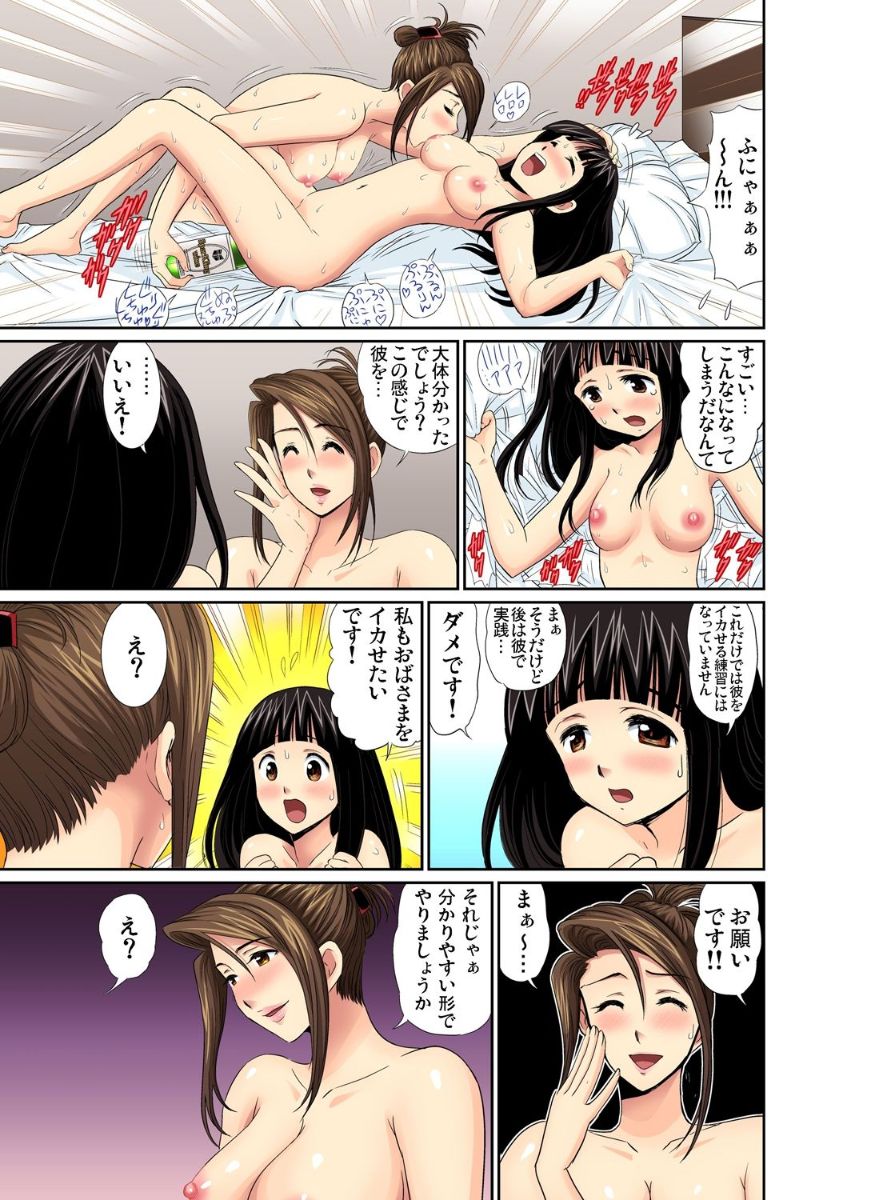 ふにゃぁぁぁ
〜〜ん!!!
すごい…
こんなになって
しまうだなんて
アアア
大体分かった
でしょう?
この感じで
彼を…
……
いいえ!
これだけでは彼を
イカせる練習には
なっていません
まぁ
そうだけど
後は彼で
実践…
ダメです!
私もおばさまを
イカせたい
です!
え?
お願い
です!!
まぁ〜…
それじゃぁ
分かりやすい形で
やりましょうか
え?